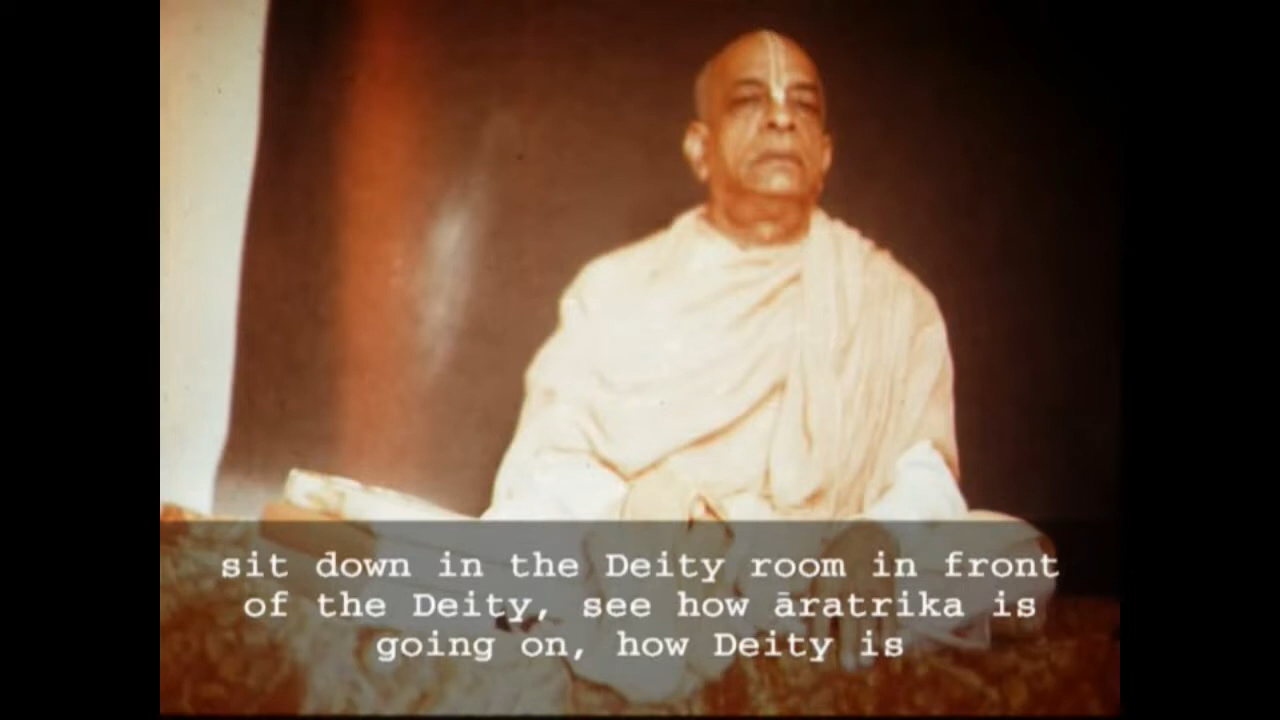 sit down in the Deity room in front
of the Deity, see how āratrika is
going on, how Deity is